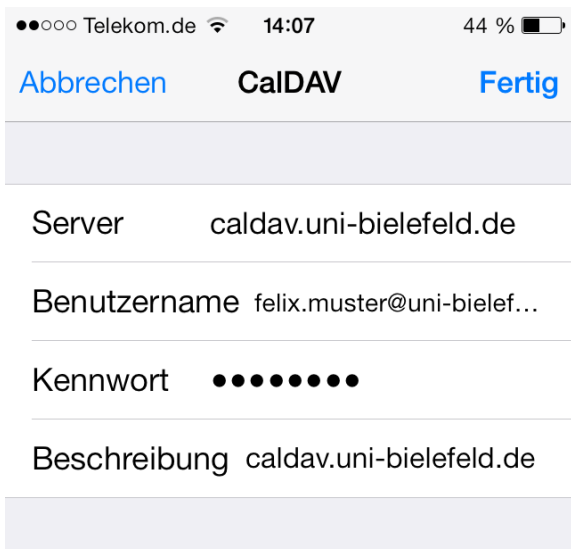 Telekom.de 14:07 44 %
Abbrechen CalDAV Fertig
Server caldav.uni-bielefeld.de
Benutzername felix.muster@uni-bielef...
Kennwort ●●●●●●●●
Beschreibung caldav.uni-bielefeld.de